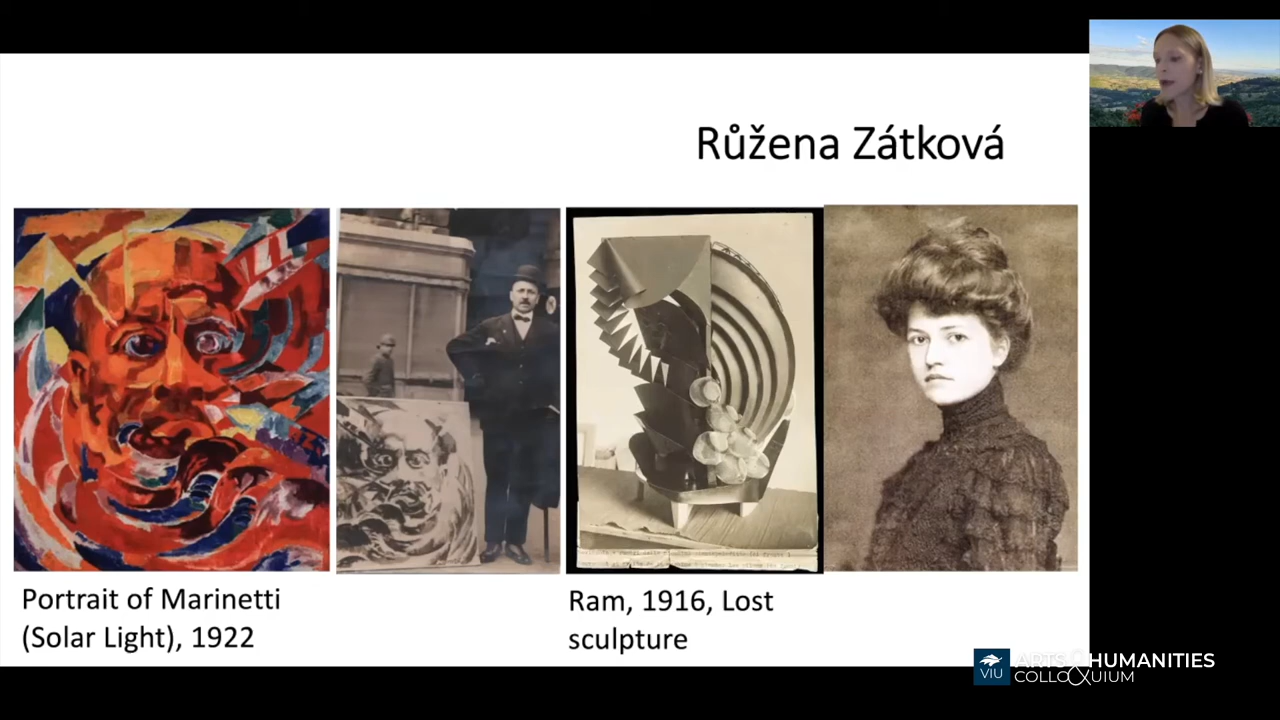 Růžena Zátková
Portrait of Marinetti
(Solar Light), 1922
Ram, 1916, Lost
sculpture
VIU
ARTS & HUMANITIES
COLLOQUIUM